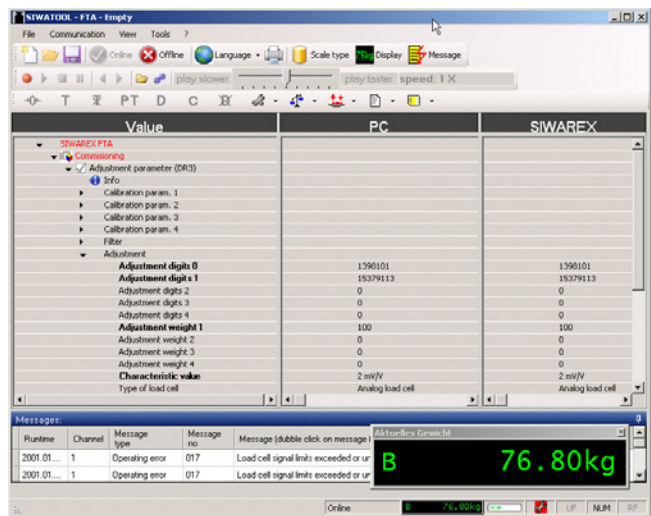 SIWATOOL - FTA - Empty
File Communication View Tools ?
Online Offline Language Scale type Display Message
play slower play faster speed: 1 X
T PT D C
Value PC SIWAREX
SIWAREX FTA
Commisioning
Adjustment parameter (DR3)
Info
Calibration param. 1
Calibration param. 2
Calibration param. 3
Calibration param. 4
Filter
Adjustment
Adjustment digits 0 1398101 1398101
Adjustment digits 1 15379113 15379113
Adjustment digits 2 0 0
Adjustment digits 3 0 0
Adjustment digits 4 0 0
Adjustment weight 1 100 100
Adjustment weight 2 0 0
Adjustment weight 3 0 0
Adjustment weight 4 0 0
Characteristic value 2 mV/V 2 mV/V
Type of load cell Analog load cell Analog load cell
Messages:
Runtime Channel Message type Message no Message (dubble click on message
2001.01.... 1 Operating error 017 Load cell signal limits exceeded or ur
2001.01.... 1 Operating error 017 Load cell signal limits exceeded or ur
Aktuelles Gewicht
B 76.80kg
Online B 76.80kg UF NUM RF